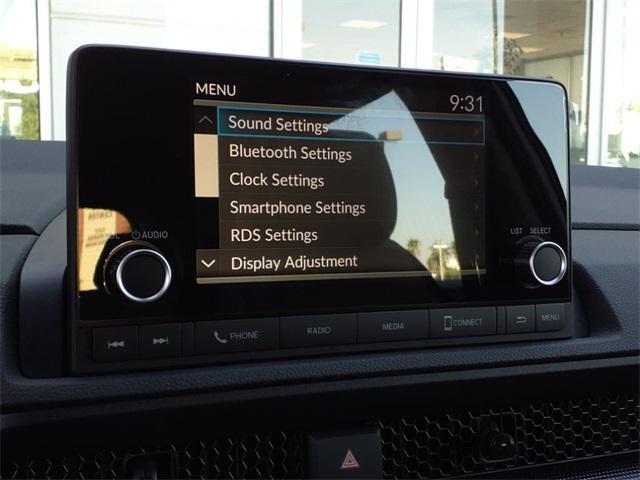 MENU
9:31
Sound Settings
Bluetooth Settings
Clock Settings
Smartphone Settings
RDS Settings
Display Adjustment
AUDIO
LIST SELECT
PHONE
RADIO
MEDIA
CONNECT
MENU